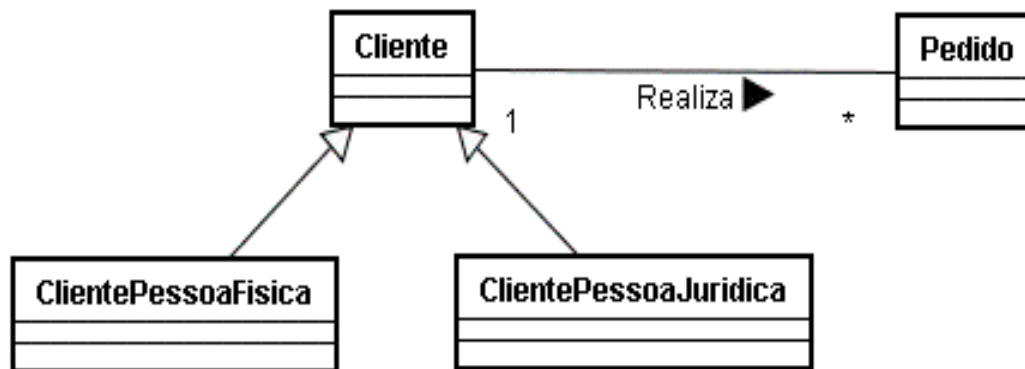 Cliente
Pedido
Realiza
1
*
ClientePessoaFisica
ClientePessoaJuridica